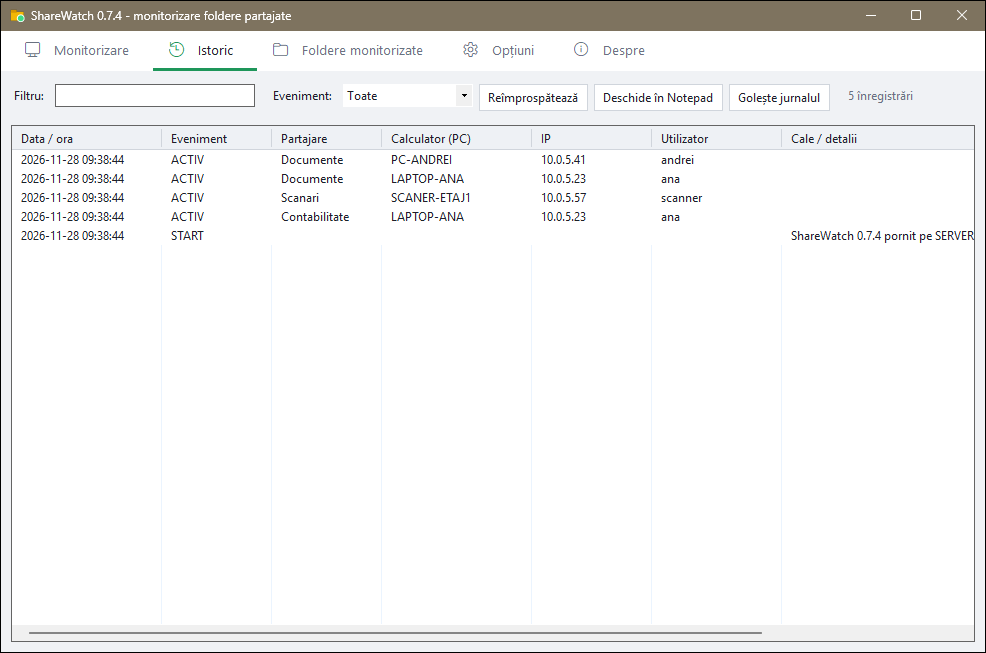 ShareWatch 0.7.4 - monitorizare foldere partajate
Monitorizare Istoric Foldere monitorizate Opțiuni Despre
Filtru: Eveniment: Toate Reîmprospătează Deschide în Notepad Golește jurnalul 5 înregistrări
Data / ora Eveniment Partajare Calculator (PC) IP Utilizator Cale / detalii
2026-11-28 09:38:44 ACTIV Documente PC-ANDREI 10.0.5.41 andrei
2026-11-28 09:38:44 ACTIV Documente LAPTOP-ANA 10.0.5.23 ana
2026-11-28 09:38:44 ACTIV Scanari SCANER-ETAJ1 10.0.5.57 scanner
2026-11-28 09:38:44 ACTIV Contabilitate LAPTOP-ANA 10.0.5.23 ana
2026-11-28 09:38:44 START ShareWatch 0.7.4 pornit pe SERVER